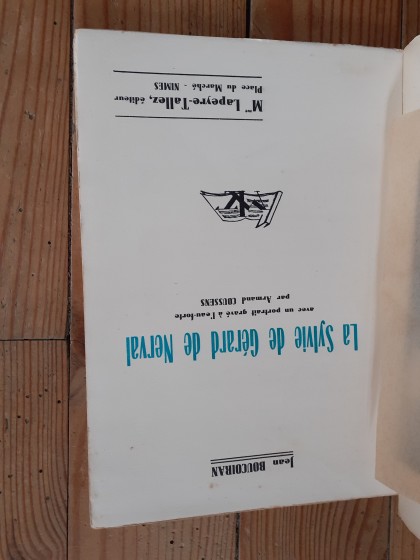 Jean BOUCOIRAN
La Sylvie de Gérard de Nerval
avec un portrait gravé à l'eau-forte
par Armand COUSSENS
Mme Lapeyre-Tallez, éditeur
Place du Marché - NIMES